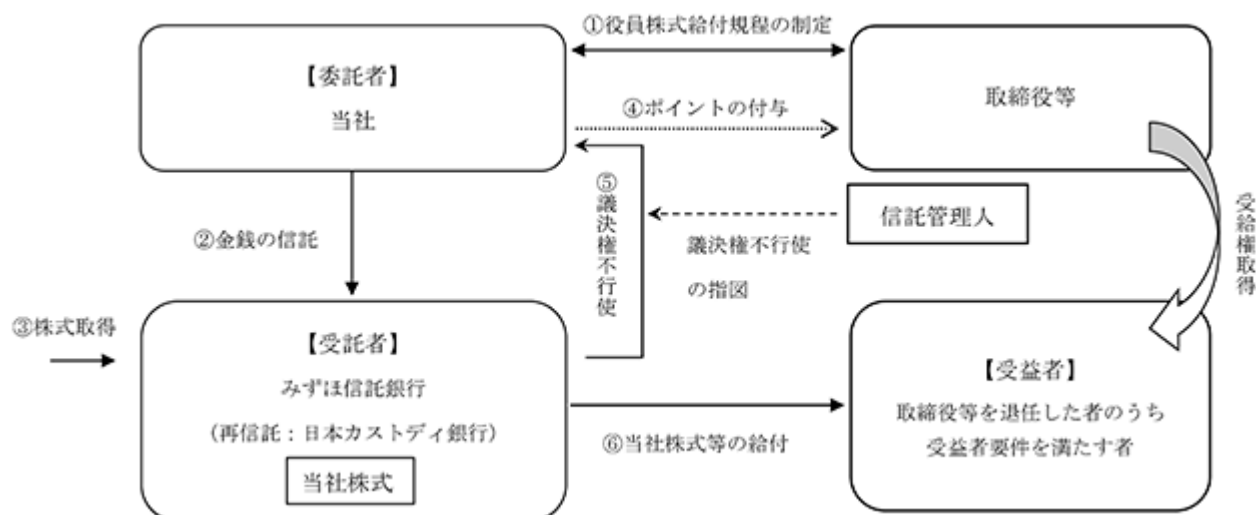 ①役員株式給付規程の制定
【委託者】
当社
取締役等
④ポイントの付与
⑤議決権不行使
信託管理人
議決権不行使
の指図
受給権取得
②金銭の信託
③株式取得
【受託者】
みずほ信託銀行
(再信託：日本カストディ銀行)
当社株式
⑥当社株式等の給付
【受益者】
取締役等を退任した者のうち
受益者要件を満たす者